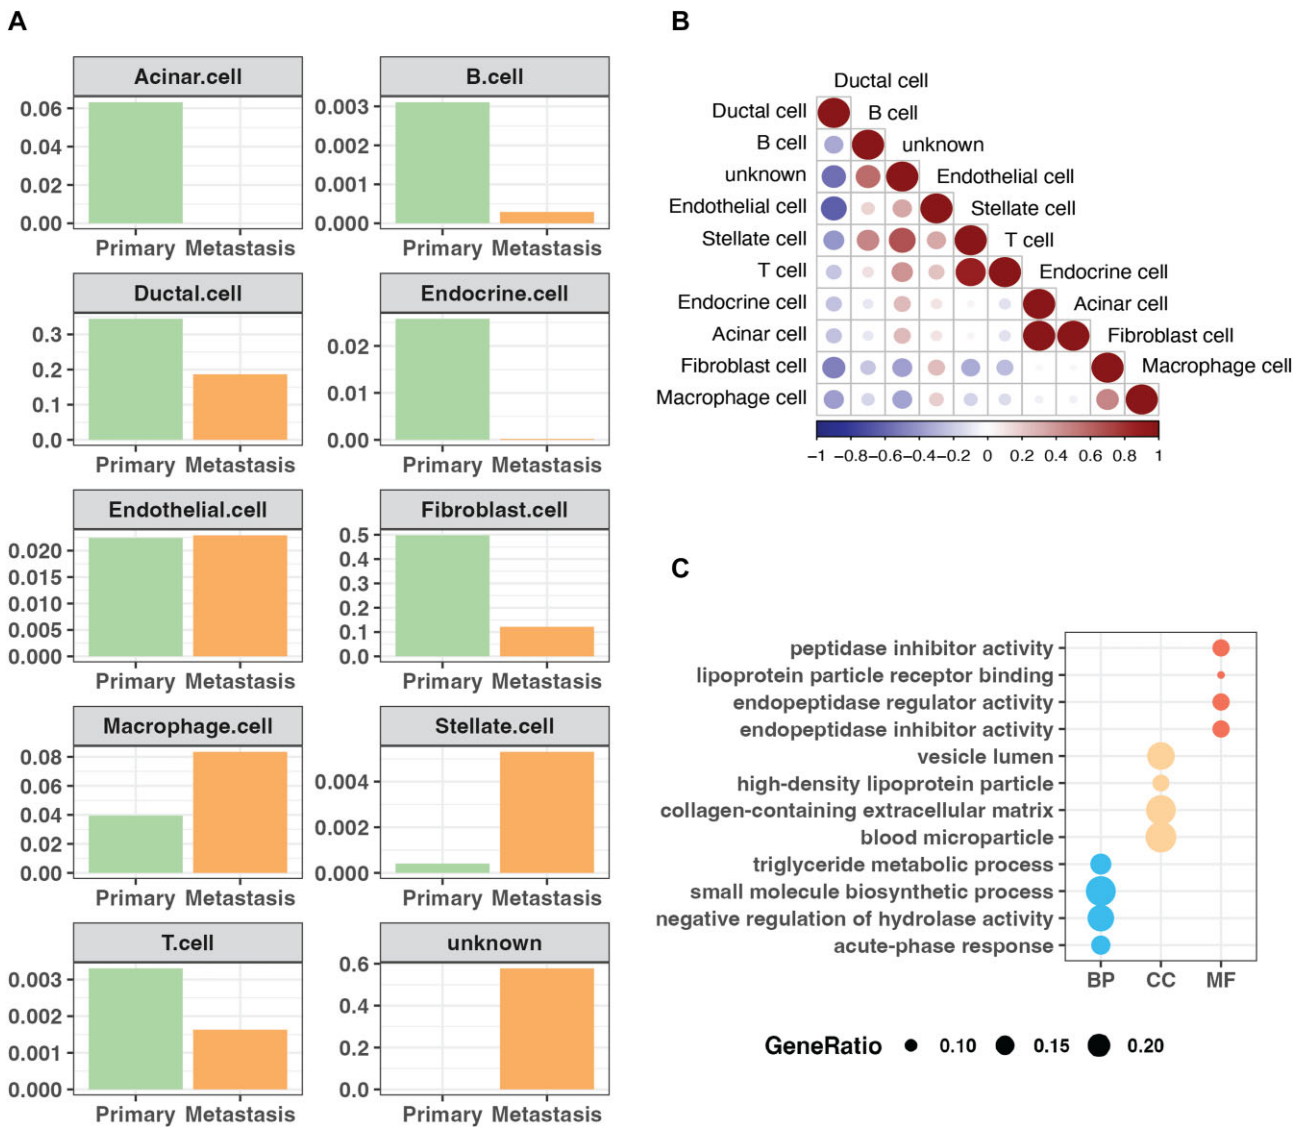 A
Acinar.cell
0.06
0.04
0.02
0.00
Primary Metastasis
B.cell
0.003
0.002
0.001
0.000
Primary Metastasis
Ductal.cell
0.3
0.2
0.1
0.0
Primary Metastasis
Endocrine.cell
0.02
0.01
0.00
Primary Metastasis
Endothelial.cell
0.020
0.015
0.010
0.005
0.000
Primary Metastasis
Fibroblast.cell
0.5
0.4
0.3
0.2
0.1
0.0
Primary Metastasis
Macrophage.cell
0.08
0.06
0.04
0.02
0.00
Primary Metastasis
Stellate.cell
0.004
0.002
0.000
Primary Metastasis
T.cell
0.003
0.002
0.001
0.000
Primary Metastasis
unknown
0.6
0.4
0.2
0.0
Primary Metastasis
B
Ductal cell
Ductal cell B cell
B cell unknown
unknown Endothelial cell
Endothelial cell Stellate cell
Stellate cell T cell
T cell Endocrine cell
Endocrine cell Acinar cell
Acinar cell Fibroblast cell
Fibroblast cell Macrophage cell
Macrophage cell
−1 −0.8 −0.6 −0.4 −0.2 0 0.2 0.4 0.6 0.8 1
C
peptidase inhibitor activity
lipoprotein particle receptor binding
endopeptidase regulator activity
endopeptidase inhibitor activity
vesicle lumen
high-density lipoprotein particle
collagen-containing extracellular matrix
blood microparticle
triglyceride metabolic process
small molecule biosynthetic process
negative regulation of hydrolase activity
acute-phase response
BP CC MF
GeneRatio 0.10 0.15 0.20